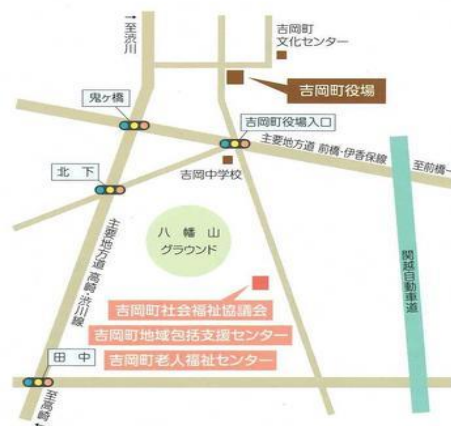 ↑至渋川
吉岡町
文化センター
吉岡町役場
鬼ヶ橋
吉岡町役場入口
主要地方道 前橋・伊香保線
至前橋→
吉岡中学校
北下
八幡山
グラウンド
主要地方道 高崎・渋川線
関越自動車道
吉岡町社会福祉協議会
吉岡町地域包括支援センター
吉岡町老人福祉センター
田中
至高崎↓